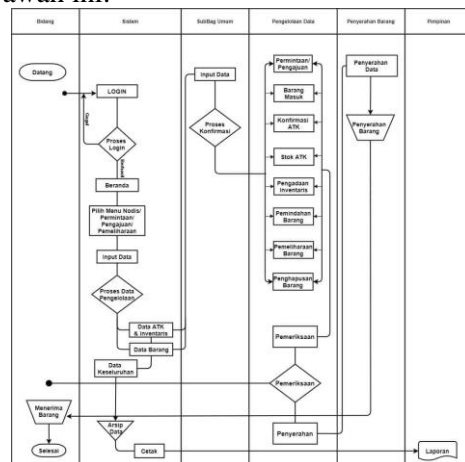 awah ini:
Bidang
Sistem
SubBag Umum
Pengelolaan Data
Penyerahan Barang
Pimpinan
Datang
LOGIN
Gagal
Proses
Login
Berhasil
Beranda
Pilih Menu Nodis/
Permintaan/
Pengajuan/
Pemeliharaan
Input Data
Proses Data
Pengelolaan
Data ATK
& Inventaris
Data Barang
Data
Keseturuhan
Arsip
Data
Cetak
Input Data
Proses
Konfirmasi
Permintaan/
Pengajuan
Barang
Masuk
Konfirmasi
ATK
Stok ATK
Pengadaan
Inventaris
Pemindahan
Barang
Pemeliharaan
Barang
Penghapusan
Barang
Pemeriksaan
Pemeriksaan
Penyerahan
Penyerahan
Data
Penyerahan
Barang
Menerima
Barang
Selesai
Laporan